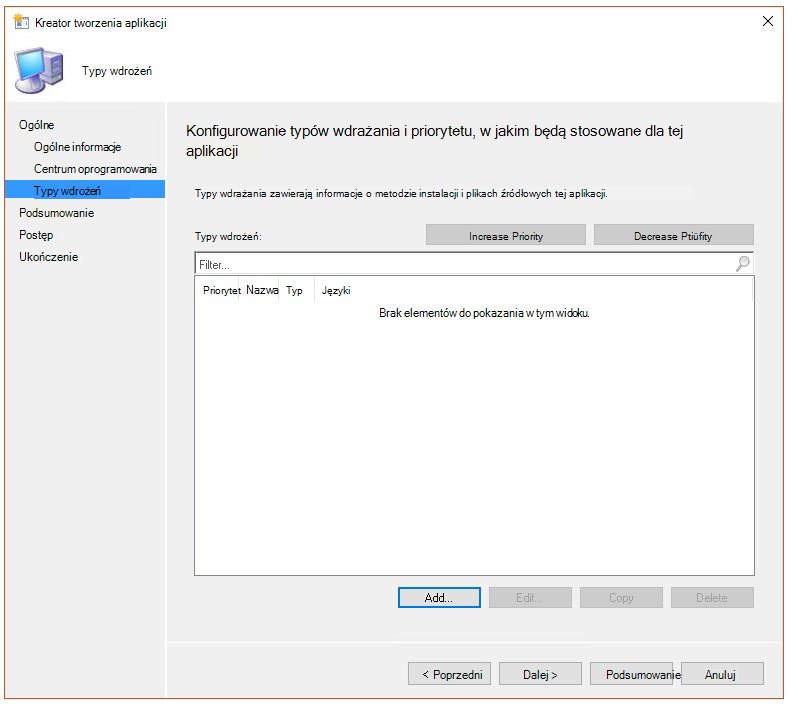 Kreator tworzenia aplikacji
Typy wdrożeń
Ogólne
Ogólne informacje
Centrum oprogramowania
Typy wdrożeń
Podsumowanie
Postęp
Ukończenie
Konfigurowanie typów wdrażania i priorytetu, w jakim będą stosowane dla tej
aplikacji
Typy wdrażania zawierają informacje o metodzie instalacji i plikach źródłowych tej aplikacji.
Typy wdrożeń:
Increase Priority
Decrease Ptiüfity
Filter...
Priorytet Nazwa Typ Języki
Brak elementów do pokazania w tym widoku.
Add...
Edit...
Copy
Delete
< Poprzedni
Dalej >
Podsumowanie
Anuluj